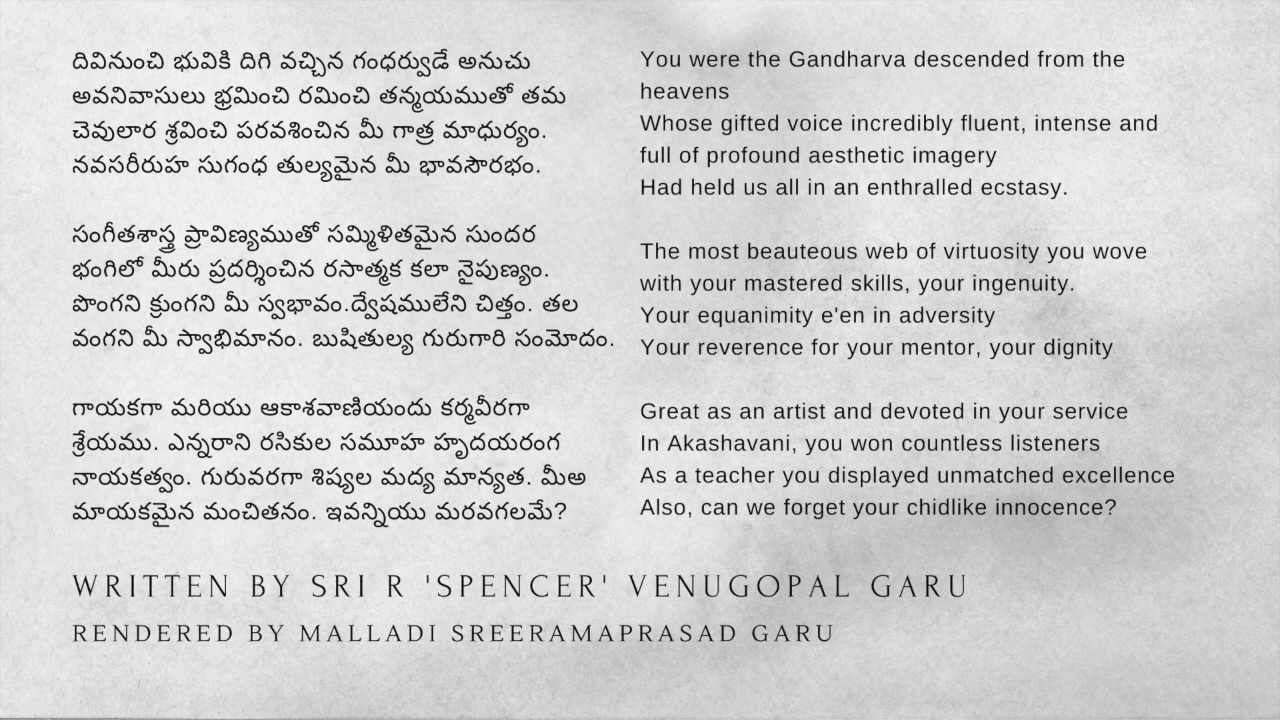 దివినుంచి భువికి దిగి వచ్చిన గంధర్వుడే అనుచు
అవనివాసులు భ్రమించి రమించి తన్మయముతో తమ
చెవులార శ్రవించి పరవశించిన మీ గాత్ర మాధుర్యం.
నవసరీరుహ సుగంధ తుల్యమైన మీ భావసౌరభం.
సంగీతశాస్త్ర ప్రావిణ్యముతో సమ్మిళితమైన సుందర
భంగిలో మీరు ప్రదర్శించిన రసాత్మక కలా నైపుణ్యం.
పొంగని క్రుంగని మీ స్వభావం.ద్వేషములేని చిత్తం. తల
వంగని మీ స్వాభిమానం. బుషితుల్య గురుగారి సంమోదం.
గాయకగా మరియు ఆకాశవాణియందు కర్మవీరగా
శ్రేయము. ఎన్నరాని రసికుల సమూహ హృదయరంగ
నాయకత్వం. గురువరగా శిష్యల మద్య మాన్యత. మీఅ
మాయకమైన మంచితనం. ఇవన్నియు మరవగలమే?
You were the Gandharva descended from the
heavens
Whose gifted voice incredibly fluent, intense and
full of profound aesthetic imagery
Had held us all in an enthralled ecstasy.
The most beauteous web of virtuosity you wove
with your mastered skills, your ingenuity.
Your equanimity e'en in adversity
Your reverence for your mentor, your dignity
Great as an artist and devoted in your service
In Akashavani, you won countless listeners
As a teacher you displayed unmatched excellence
Also, can we forget your chidlike innocence?
WRITTEN BY SRI R 'SPENCER' VENUGOPAL GARU
RENDERED BY MALLADI SREERAMAPRASAD GARU